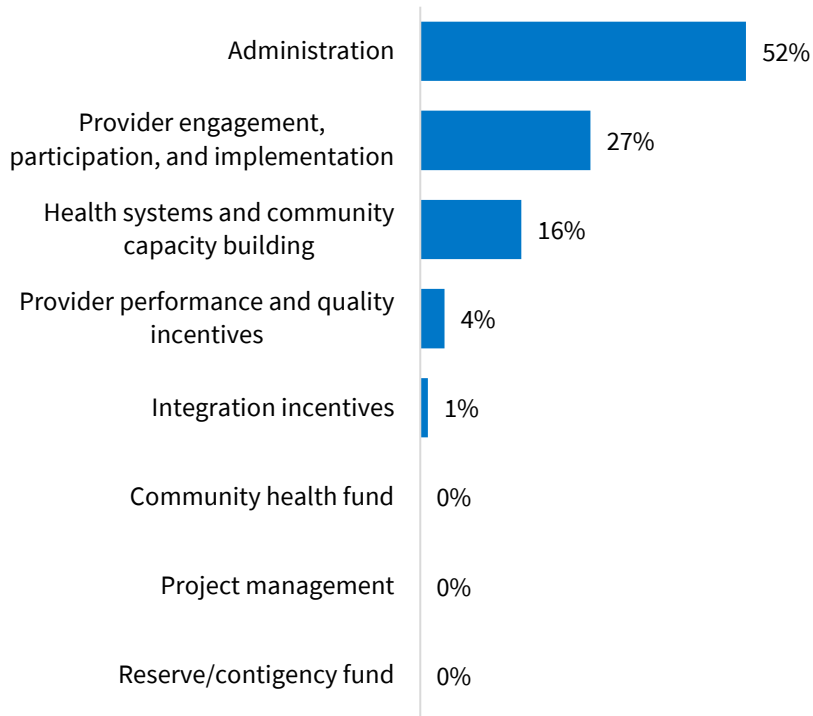 Administration
52%
Provider engagement,
participation, and implementation
27%
Health systems and community
capacity building
16%
Provider performance and quality
incentives
4%
Integration incentives
1%
Community health fund
0%
Project management
0%
Reserve/contigency fund
0%